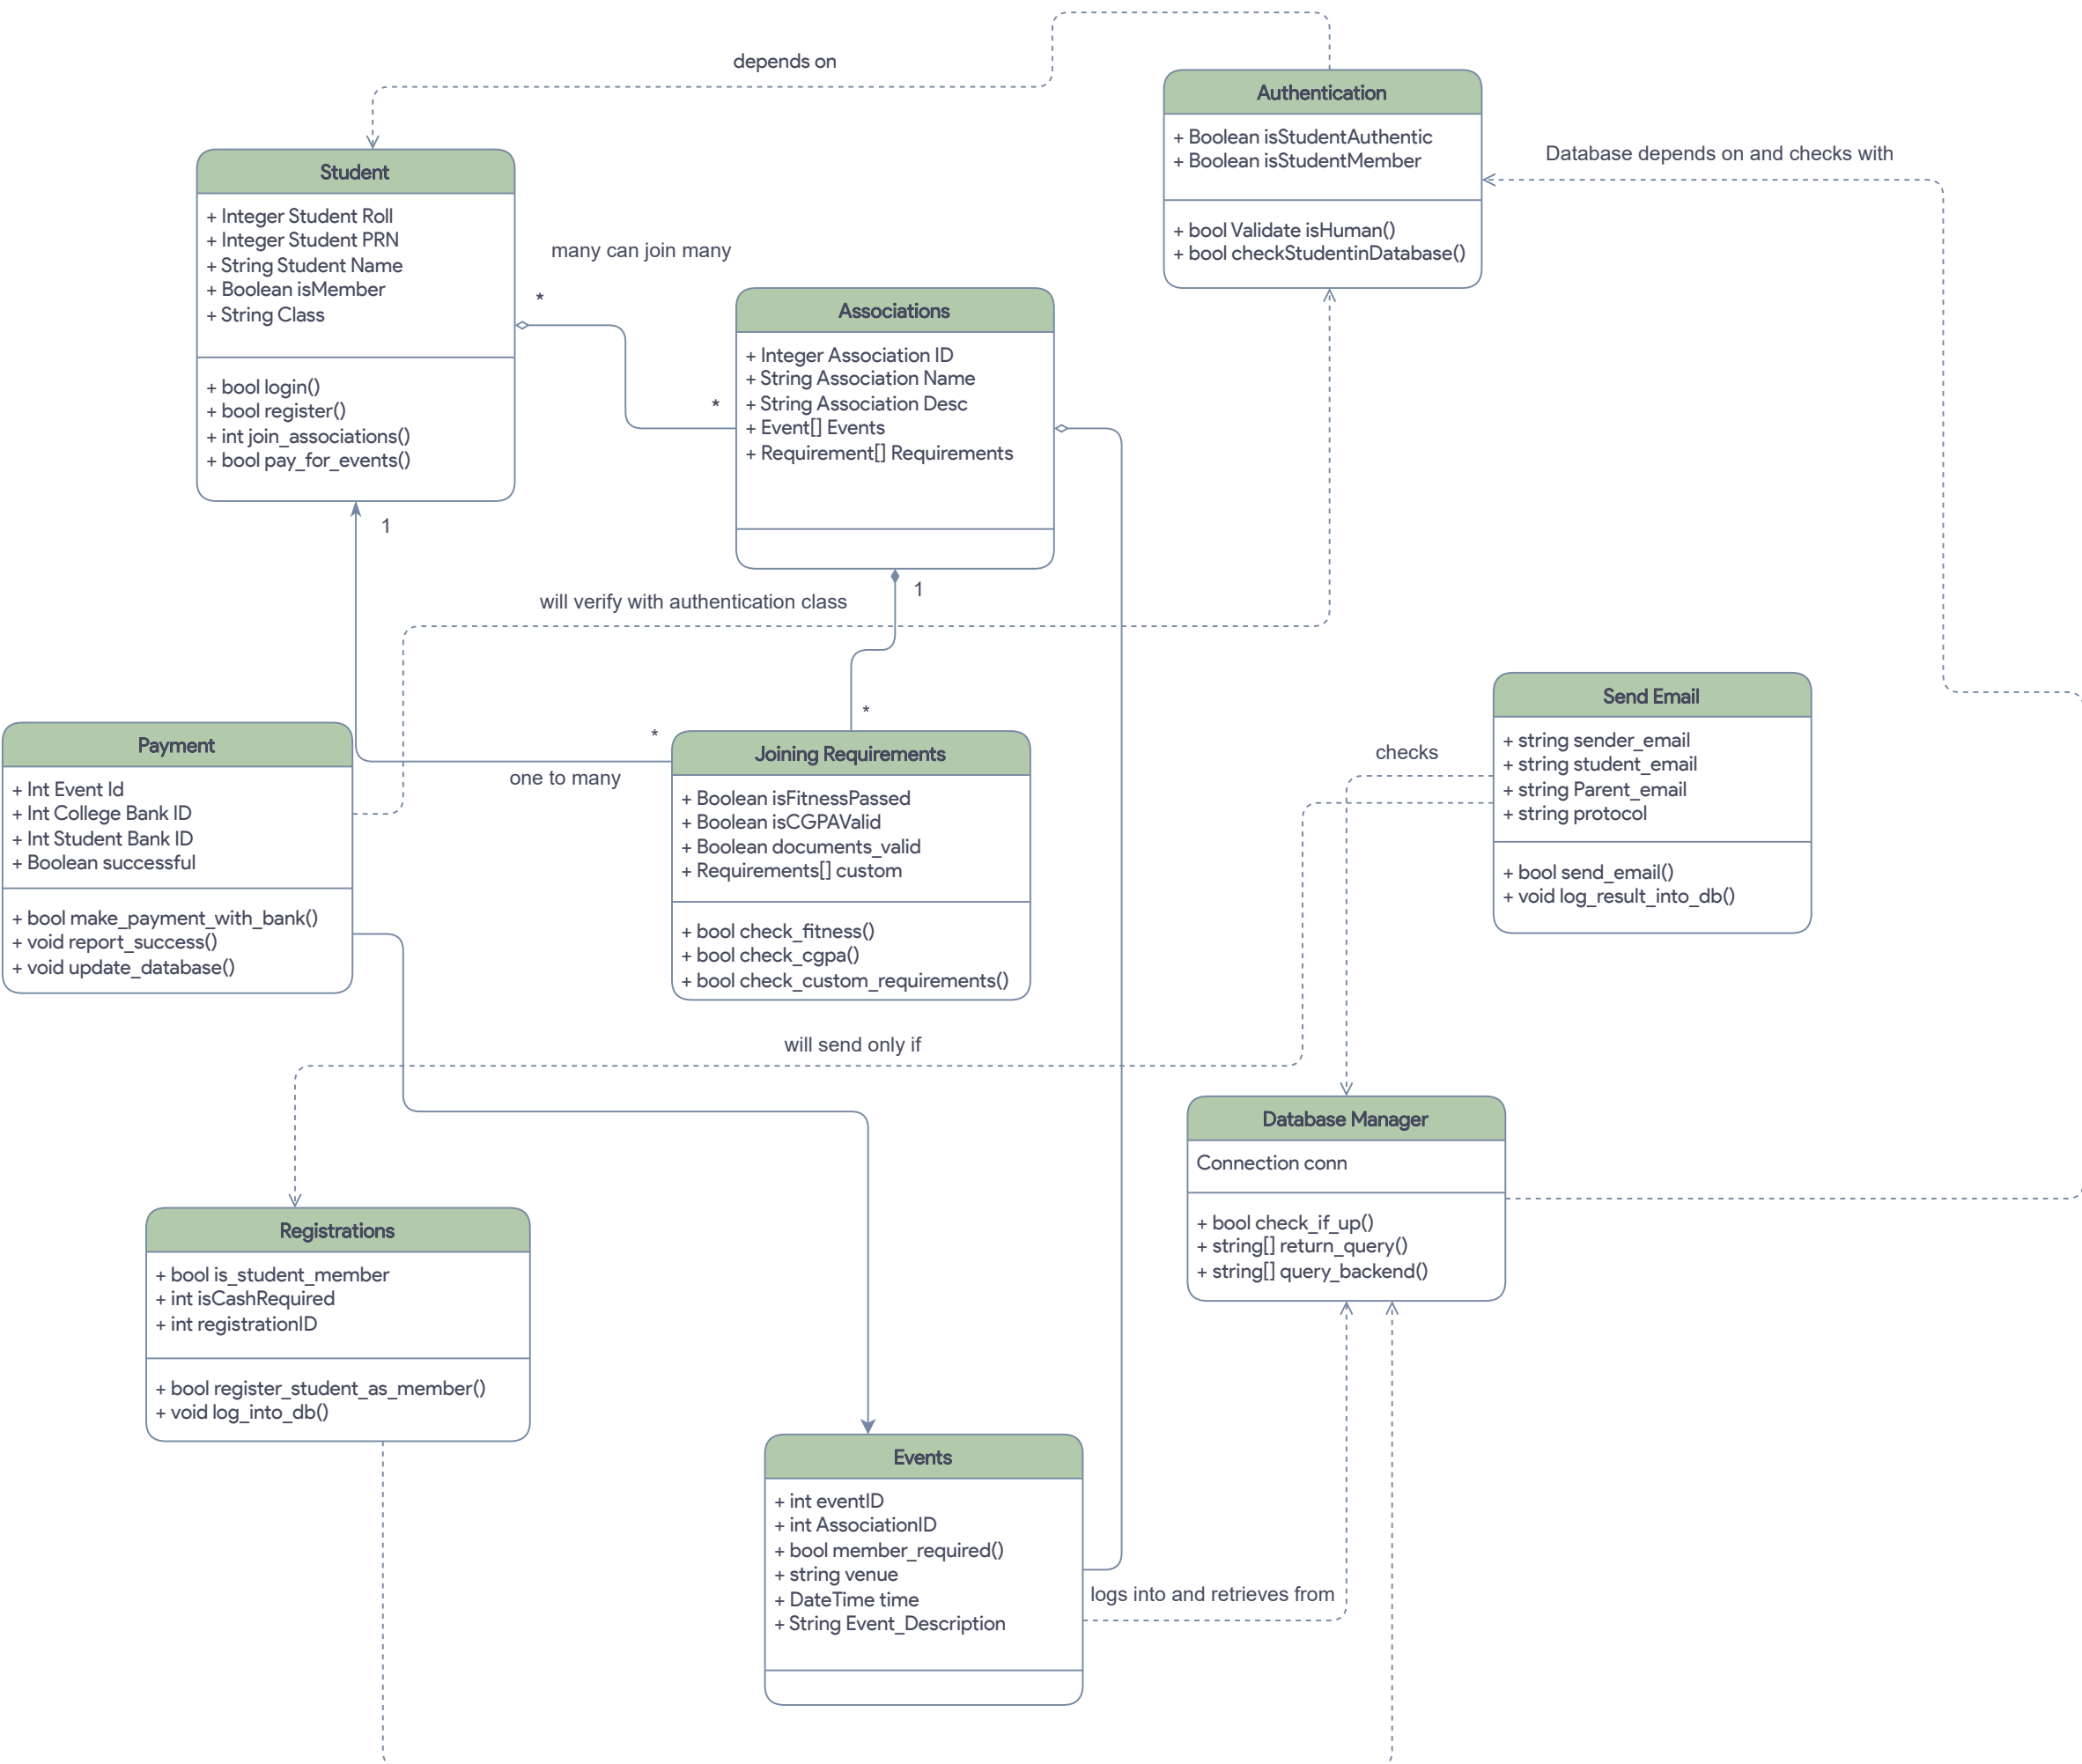 depends on
Authentication
+ Boolean isStudentAuthentic
+ Boolean isStudentMember
+ bool Validate isHuman()
+ bool checkStudentinDatabase()
Database depends on and checks with
Student
+ Integer Student Roll
+ Integer Student PRN
+ String Student Name
+ Boolean isMember
+ String Class
+ bool login()
+ bool register()
+ int join_associations()
+ bool pay_for_events()
many can join many
*
*
1
Associations
+ Integer Association ID
+ String Association Name
+ String Association Desc
+ Event[] Events
+ Requirement[] Requirements
1
will verify with authentication class
*
*
one to many
Payment
+ Int Event Id
+ Int College Bank ID
+ Int Student Bank ID
+ Boolean successful
+ bool make_payment_with_bank()
+ void report_success()
+ void update_database()
Joining Requirements
+ Boolean isFitnessPassed
+ Boolean isCGPAValid
+ Boolean documents_valid
+ Requirements[] custom
+ bool check_fitness()
+ bool check_cgpa()
+ bool check_custom_requirements()
Send Email
+ string sender_email
+ string student_email
+ string Parent_email
+ string protocol
+ bool send_email()
+ void log_result_into_db()
checks
will send only if
Database Manager
Connection conn
+ bool check_if_up()
+ string[] return_query()
+ string[] query_backend()
Registrations
+ bool is_student_member
+ int isCashRequired
+ int registrationID
+ bool register_student_as_member()
+ void log_into_db()
Events
+ int eventID
+ int AssociationID
+ bool member_required()
+ string venue
+ DateTime time
+ String Event_Description
logs into and retrieves from